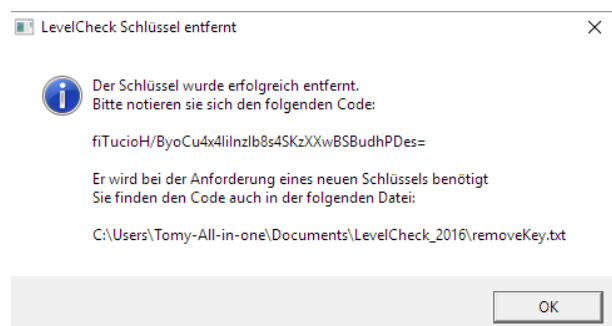 LevelCheck Schlüssel entfernt
Der Schlüssel wurde erfolgreich entfernt.
Bitte notieren sie sich den folgenden Code:
fiTucioH/ByoCu4x4liInzIb8s4SKzXXwBSBudhPDes=
Er wird bei der Anforderung eines neuen Schlüssels benötigt
Sie finden den Code auch in der folgenden Datei:
C:\Users\Tomy-All-in-one\Documents\LevelCheck_2016\removeKey.txt
OK